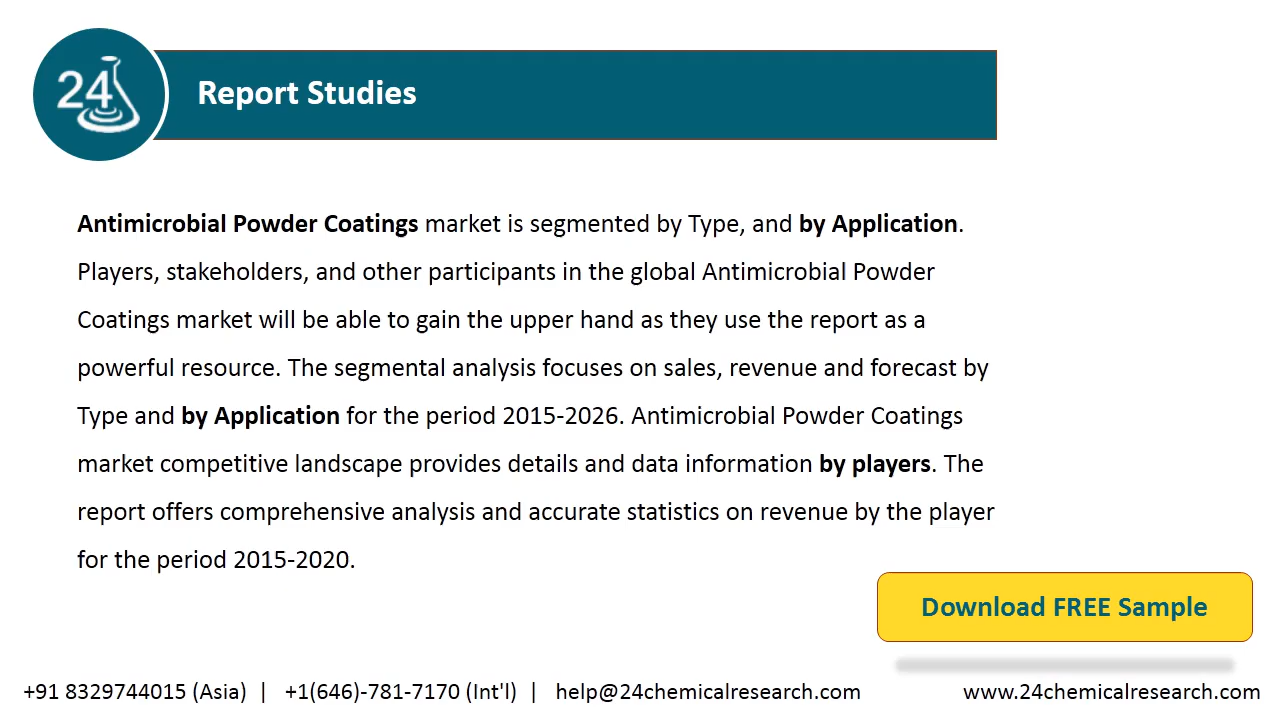 24
Report Studies
Antimicrobial Powder Coatings market is segmented by Type, and by Application.
Players, stakeholders, and other participants in the global Antimicrobial Powder
Coatings market will be able to gain the upper hand as they use the report as a
powerful resource. The segmental analysis focuses on sales, revenue and forecast by
Type and by Application for the period 2015-2026. Antimicrobial Powder Coatings
market competitive landscape provides details and data information by players. The
report offers comprehensive analysis and accurate statistics on revenue by the player
for the period 2015-2020.
Download FREE Sample
+91 8329744015 (Asia) | +1(646)-781-7170 (Int'l) | help@24chemicalresearch.com www.24chemicalresearch.com